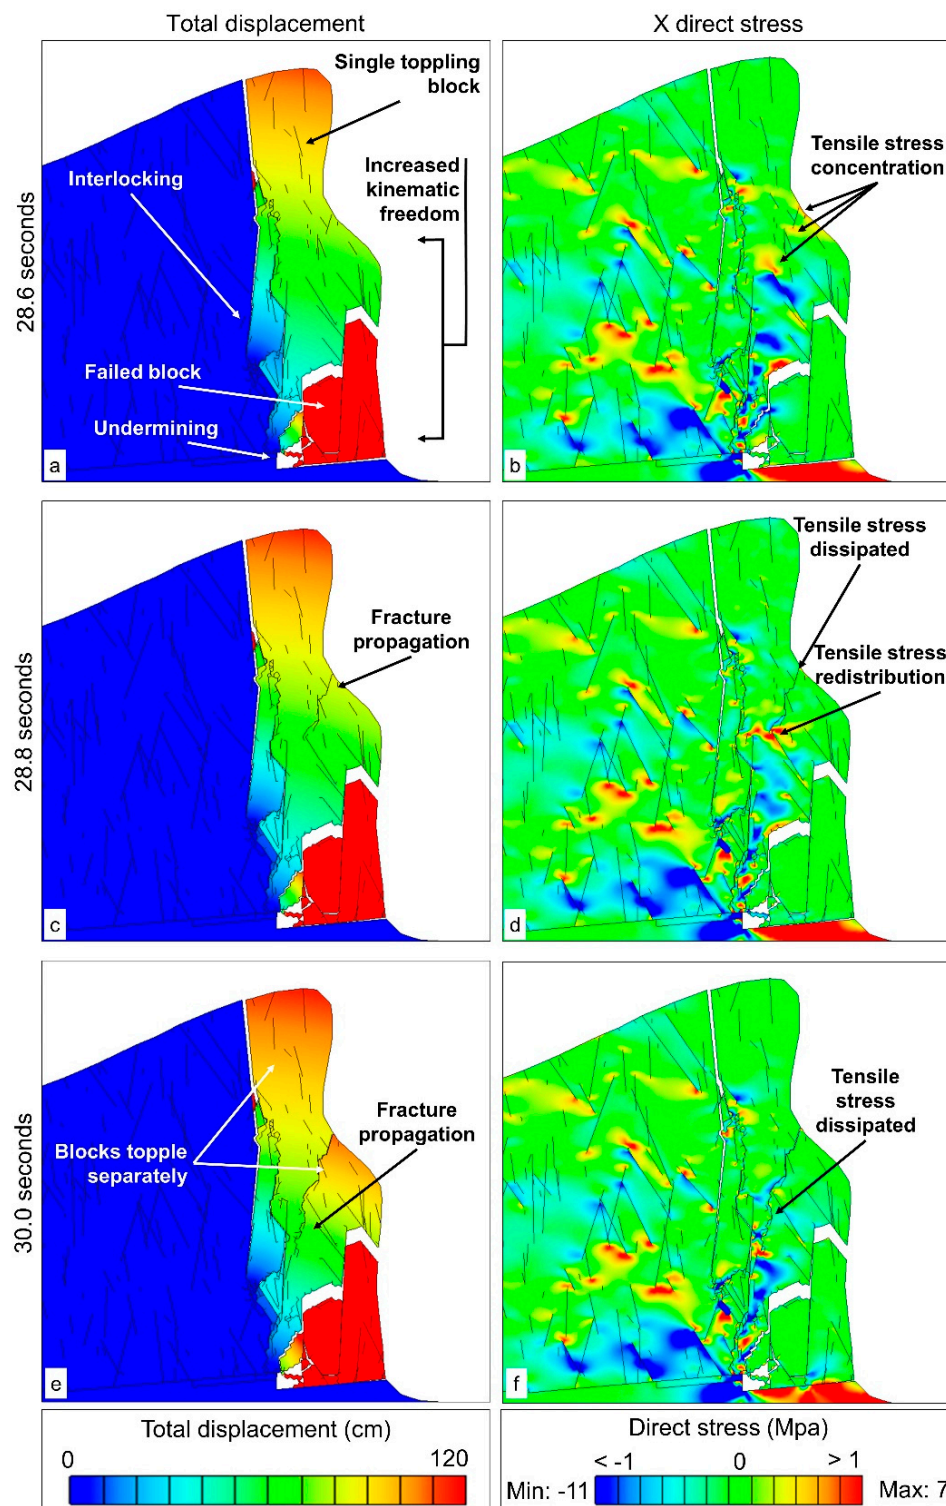 Total displacement
X direct stress
28.6 seconds
Single toppling
block
Increased
kinematic
freedom
Interlocking
Failed block
Undermining
a
Tensile stress
concentration
b
28.8 seconds
Fracture
propagation
c
Tensile stress
dissipated
Tensile stress
redistribution
d
30.0 seconds
Fracture
propagation
Blocks topple
separately
e
Tensile
stress
dissipated
f
Total displacement (cm)
0
120
Direct stress (Mpa)
< -1
0
> 1
Min: -11
Max: 7